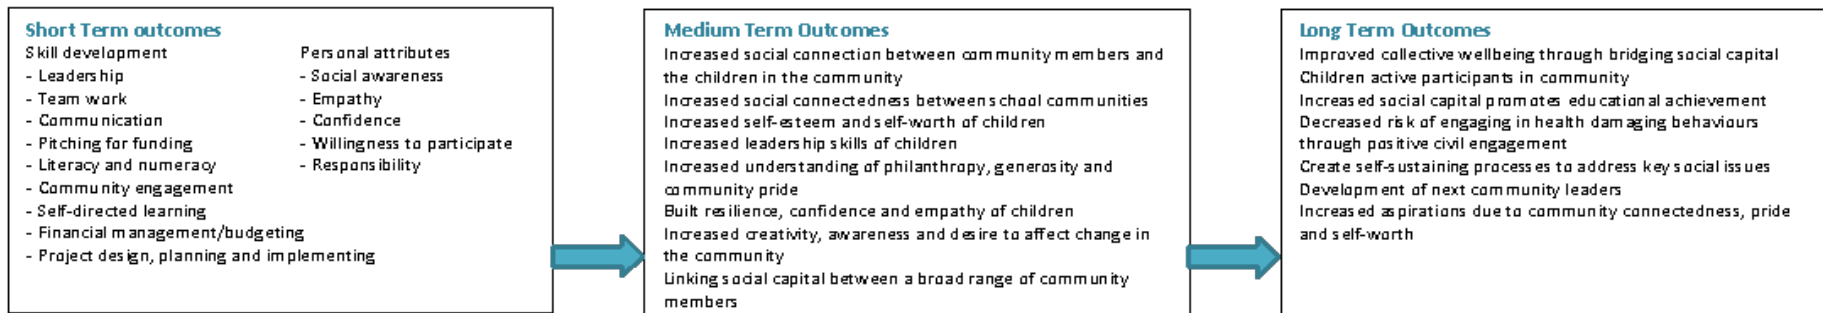 Short Term outcomes
Skill development
- Leadership
- Team work
- Communication
- Pitching for funding
- Literacy and numeracy
- Community engagement
- Self-directed learning
- Financial management/budgeting
- Project design, planning and implementing
Personal attributes
- Social awareness
- Empathy
- Confidence
- Willingness to participate
- Responsibility
Medium Term Outcomes
Increased social connection between community members and
the children in the community
Increased social connectedness between school communities
Increased self-esteem and self-worth of children
Increased leadership skills of children
Increased understanding of philanthropy, generosity and
community pride
Built resilience, confidence and empathy of children
Increased creativity, awareness and desire to affect change in
the community
Linking social capital between a broad range of community
members
Long Term Outcomes
Improved collective wellbeing through bridging social capital
Children active participants in community
Increased social capital promotes educational achievement
Decreased risk of engaging in health damaging behaviours
through positive civil engagement
Create self-sustaining processes to address key social issues
Development of next community leaders
Increased aspirations due to community connectedness, pride
and self-worth